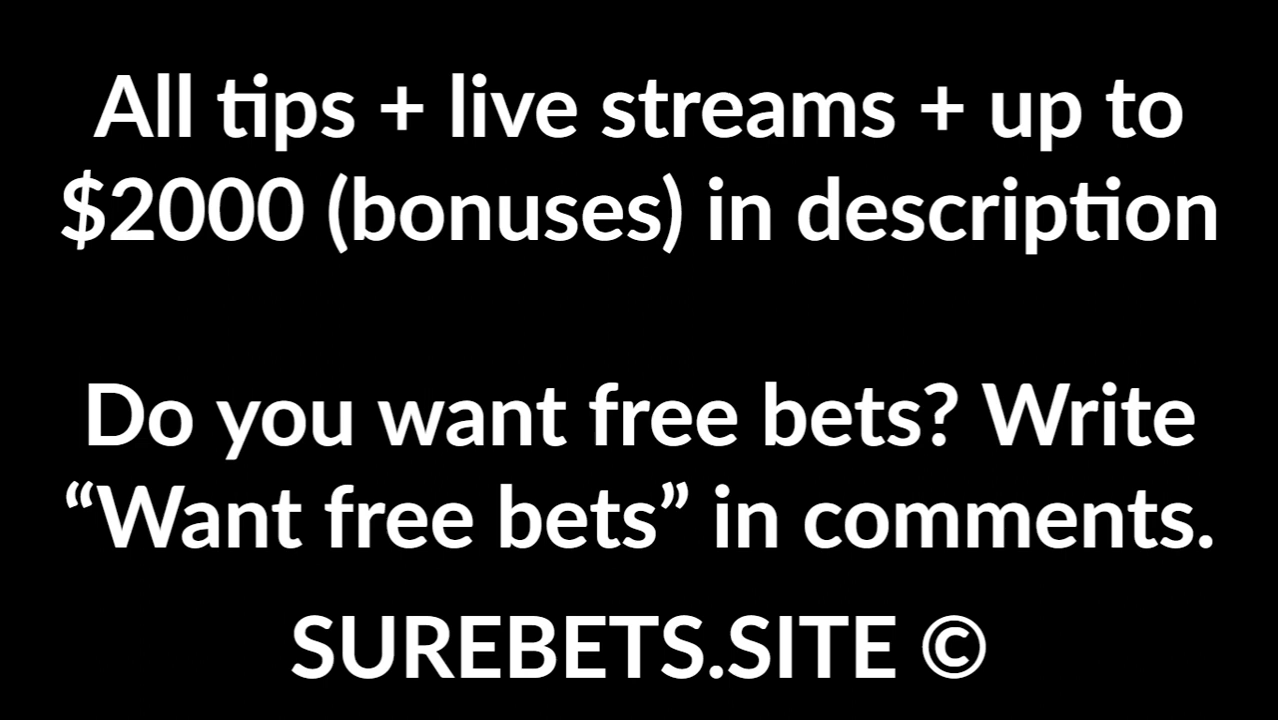 All tips + live streams + up to
$2000 (bonuses) in description
Do you want free bets? Write
“Want free bets” in comments.
SUREBETS.SITE ©